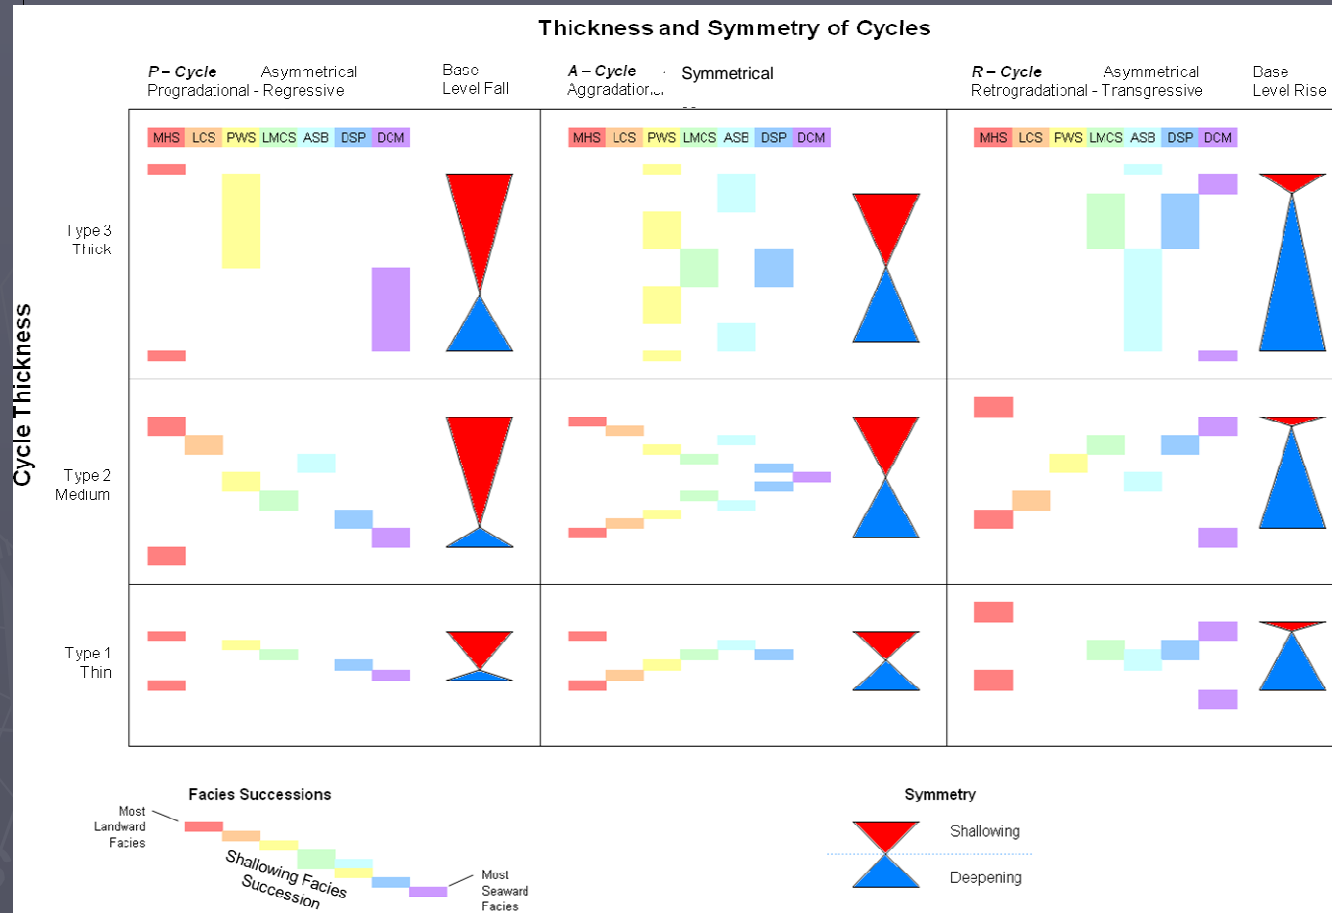 Thickness and Symmetry of Cycles
P – Cycle Asymmetrical Base
Progradational - Regressive Level Fall
A – Cycle Symmetrical
Aggradational
R – Cycle Asymmetrical Base
Retrogradational - Transgressive Level Rise
MHS LCS PWS LMCS ASB DSP DCM
MHS LCS PWS LMCS ASB DSP DCM
MHS LCS PWS LMCS ASB DSP DCM
Cycle Thickness
Type 3
Thick
Type 2
Medium
Type 1
Thin
Facies Successions
Most
Landward
Facies
Shallowing Facies
Succession
Most
Seaward
Facies
Symmetry
Shallowing
Deepening